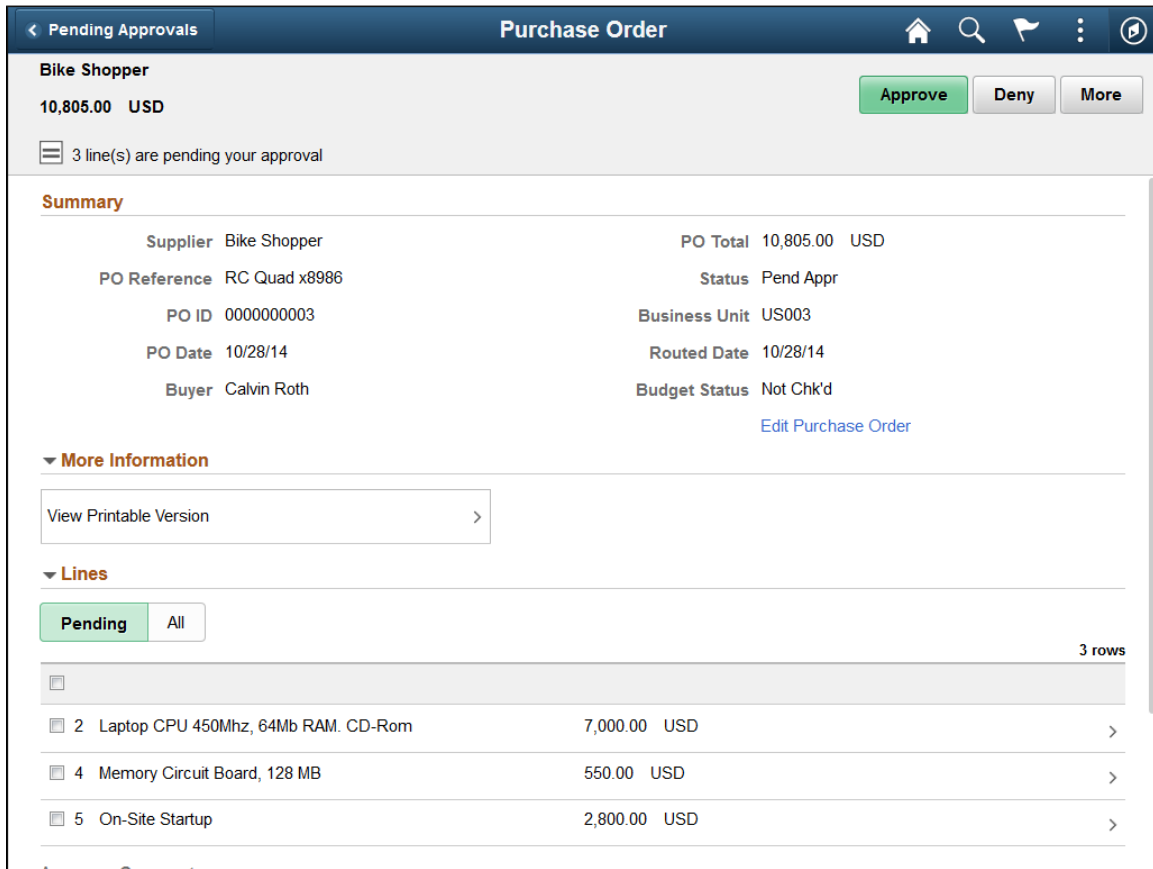 Pending Approvals
Purchase Order
Bike Shopper
10,805.00 USD
Approve
Deny
More
3 line(s) are pending your approval
Summary
Supplier Bike Shopper
PO Total 10,805.00 USD
PO Reference RC Quad x8986
Status Pend Appr
PO ID 0000000003
Business Unit US003
PO Date 10/28/14
Routed Date 10/28/14
Buyer Calvin Roth
Budget Status Not Chk'd
Edit Purchase Order
More Information
View Printable Version
Lines
Pending
All
3 rows
2 Laptop CPU 450Mhz, 64Mb RAM. CD-Rom 7,000.00 USD
4 Memory Circuit Board, 128 MB 550.00 USD
5 On-Site Startup 2,800.00 USD